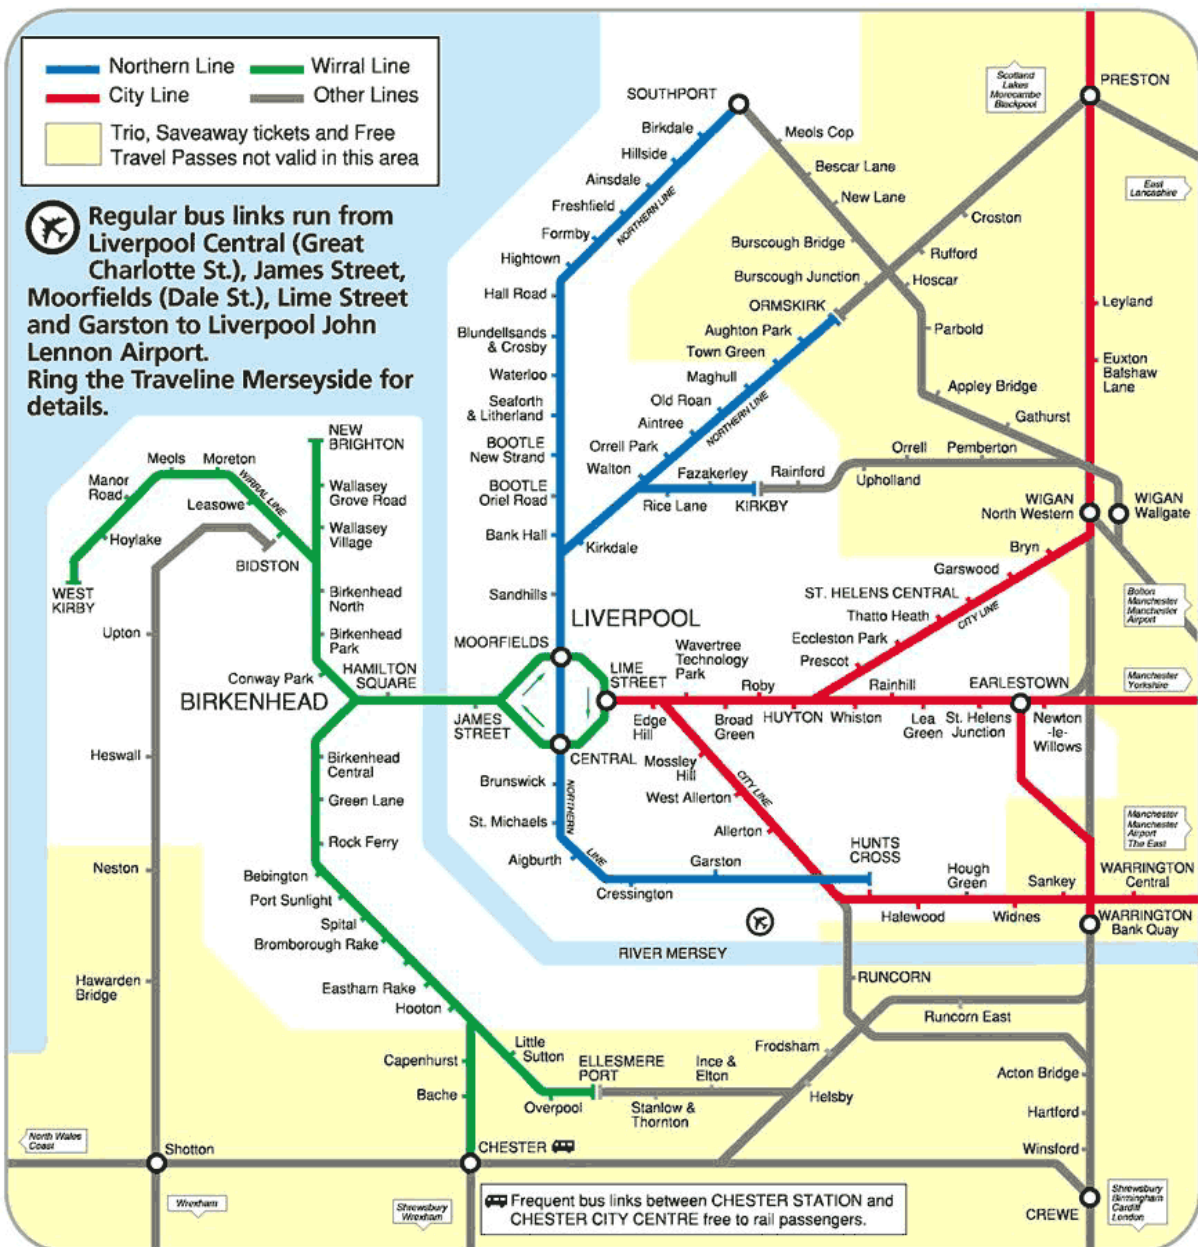 Northern Line
Wirral Line
City Line
Other Lines
Trio, Saveaway tickets and Free
Travel Passes not valid in this area
Regular bus links run from
Liverpool Central (Great
Charlotte St.), James Street,
Moorfields (Dale St.), Lime Street
and Garston to Liverpool John
Lennon Airport.
Ring the Traveline Merseyside for
details.
SOUTHPORT
Birkdale
Hillside
Ainsdale
Freshfield
Formby
Hightown
Hall Road
Blundellsands
& Crosby
Waterloo
Seaforth
& Litherland
BOOTLE
New Strand
BOOTLE
Oriel Road
Bank Hall
Sandhills
NORTHERN LINE
Meols Cop
Bescar Lane
New Lane
Burscough Bridge
Hoscar
Parbold
Appley Bridge
Gathurst
Scotland
Lakes
Morecambe
Blackpool
PRESTON
East
Lancashire
Croston
Rufford
Burscough Junction
ORMSKIRK
Aughton Park
Town Green
Maghull
Old Roan
Aintree
Orrell Park
Walton
NORTHERN LINE
Kirkdale
Rice Lane
Fazakerley
KIRKBY
Rainford
Upholland
Orrell
Pemberton
Leyland
Euxton
Balshaw
Lane
WIGAN
North Western
WIGAN
Wallgate
Bryn
Garswood
ST. HELENS CENTRAL
Thatto Heath
Eccleston Park
Prescot
CITY LINE
Bolton
Manchester
Manchester
Airport
Manchester
Yorkshire
NEW
BRIGHTON
Wallasey
Grove Road
Wallasey
Village
Birkenhead
North
Birkenhead
Park
Conway Park
HAMILTON
SQUARE
BIRKENHEAD
Meols
Moreton
Manor
Road
Leasowe
WIRRAL LINE
Hoylake
WEST
KIRBY
BIDSTON
Upton
Heswall
Neston
Hawarden
Bridge
Shotton
LIVERPOOL
MOORFIELDS
LIME
STREET
JAMES
STREET
CENTRAL
Wavertree
Technology
Park
Edge
Hill
Broad
Green
Roby
HUYTON
Whiston
Rainhill
Lea
Green
St. Helens
Junction
EARLESTOWN
Newton
-le-
Willows
Mossley
Hill
West Allerton
Allerton
CITY LINE
HUNTS
CROSS
Halewood
Hough
Green
Widnes
Sankey
WARRINGTON
Central
WARRINGTON
Bank Quay
Manchester
Manchester
Airport
The East
Brunswick
St. Michaels
Aigburth
NORTHERN
LINE
Cressington
Garston
RIVER MERSEY
Birkenhead
Central
Green Lane
Rock Ferry
Bebington
Port Sunlight
Spital
Bromborough Rake
Eastham Rake
Hooton
Capenhurst
Bache
CHESTER
Little
Sutton
Overpool
ELLESMERE
PORT
Stanlow &
Thornton
Ince &
Elton
Helsby
Frodsham
Runcorn East
RUNCORN
Acton Bridge
Hartford
Winsford
CREWE
North Wales
Coast
Wrexham
Shrewsbury
Wrexham
Shrewsbury
Birmingham
Cardiff
London
Frequent bus links between CHESTER STATION and
CHESTER CITY CENTRE free to rail passengers.